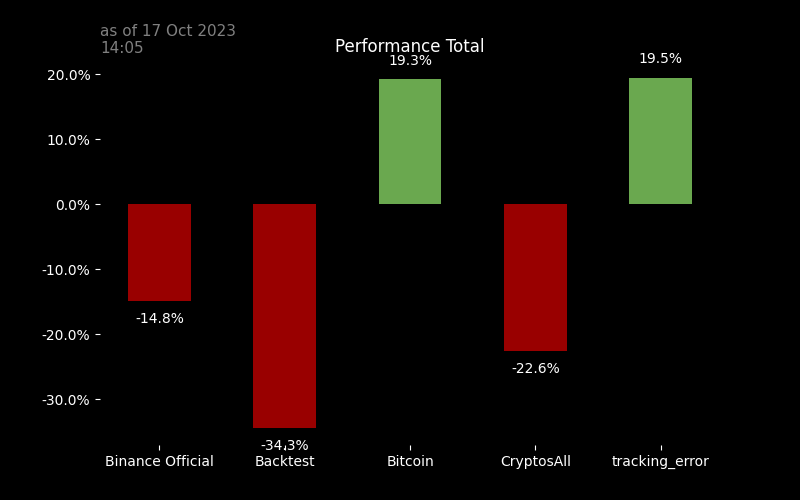 as of 17 Oct 2023
14:05
Performance Total
19.3%
19.5%
20.0%
10.0%
0.0%
-10.0%
-20.0%
-30.0%
-14.8%
-22.6%
-34.3%
Binance Official
Backtest
Bitcoin
CryptosAll
tracking_error